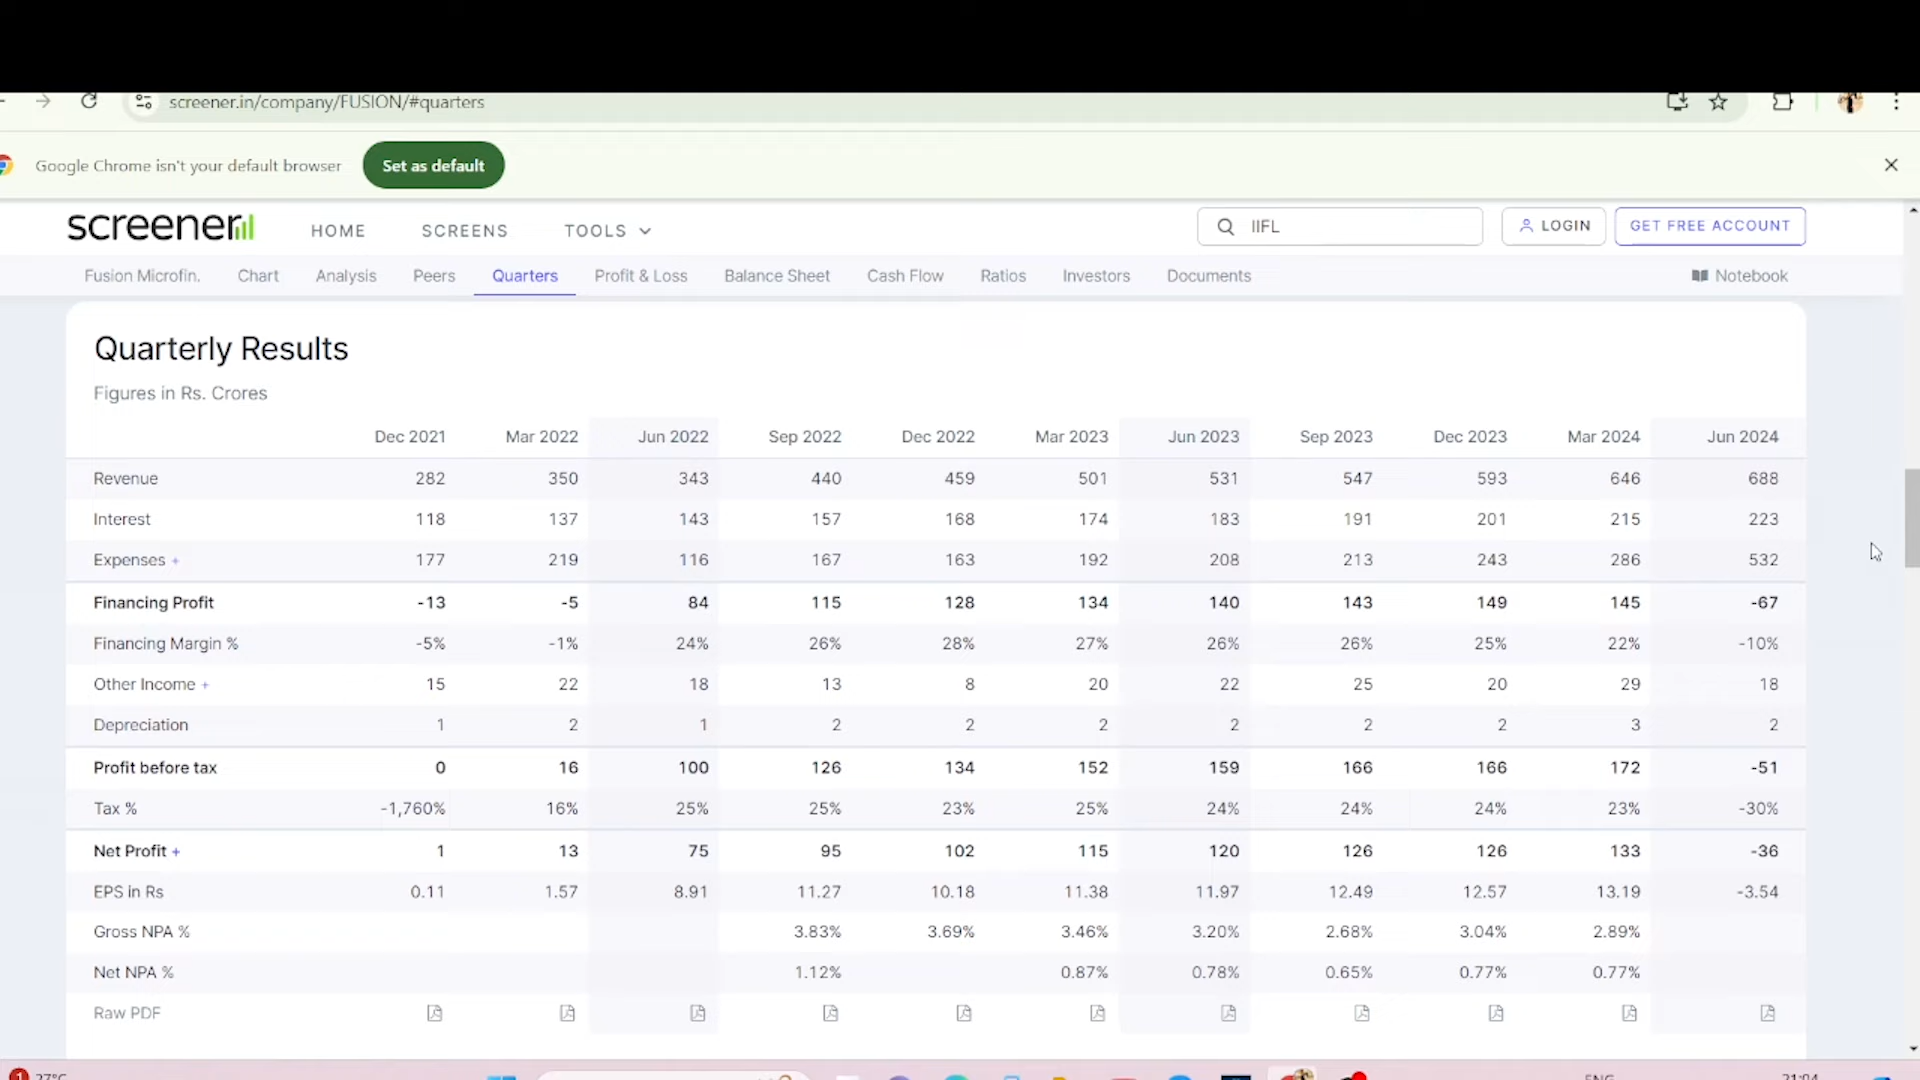 screener.in/company/FUSION/#quarters
Google Chrome isn't your default browser Set as default
screener HOME SCREENS TOOLS IIFL LOGIN GET FREE ACCOUNT
Fusion Microfin. Chart Analysis Peers Quarters Profit & Loss Balance Sheet Cash Flow Ratios Investors Documents Notebook
Quarterly Results
Figures in Rs. Crores
Dec 2021 Mar 2022 Jun 2022 Sep 2022 Dec 2022 Mar 2023 Jun 2023 Sep 2023 Dec 2023 Mar 2024 Jun 2024
Revenue 282 350 343 440 459 501 531 547 593 646 688
Interest 118 137 143 157 168 174 183 191 201 215 223
Expenses + 177 219 116 167 163 192 208 213 243 286 532
Financing Profit -13 -5 84 115 128 134 140 143 149 145 -67
Financing Margin % -5% -1% 24% 26% 28% 27% 26% 26% 25% 22% -10%
Other Income + 15 22 18 13 8 20 22 25 20 29 18
Depreciation 1 2 1 2 2 2 2 2 2 3 2
Profit before tax 0 16 100 126 134 152 159 166 166 172 -51
Tax % -1,760% 16% 25% 25% 23% 25% 24% 24% 24% 23% -30%
Net Profit + 1 13 75 95 102 115 120 126 126 133 -36
EPS in Rs 0.11 1.57 8.91 11.27 10.18 11.38 11.97 12.49 12.57 13.19 -3.54
Gross NPA % 3.83% 3.69% 3.46% 3.20% 2.68% 3.04% 2.89%
Net NPA % 1.12% 0.87% 0.78% 0.65% 0.77% 0.77%
Raw PDF
1 27°C ENG 21:04